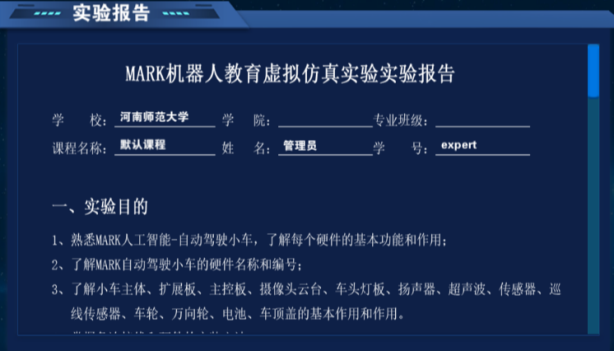 实验报告
MARK机器人教育虚拟仿真实验实验报告
学 校: 河南师范大学 学 院: 专业班级:
课程名称: 默认课程 姓 名: 管理员 学 号: expert
一、实验目的
1、熟悉MARK人工智能-自动驾驶小车，了解每个硬件的基本功能和作用;
2、了解MARK自动驾驶小车的硬件名称和编号;
3、了解小车主体、扩展板、主控板、摄像头云台、车头灯板、扬声器、超声波、传感器、巡
线传感器、车轮、万向轮、电池、车顶盖的基本作用和作用。